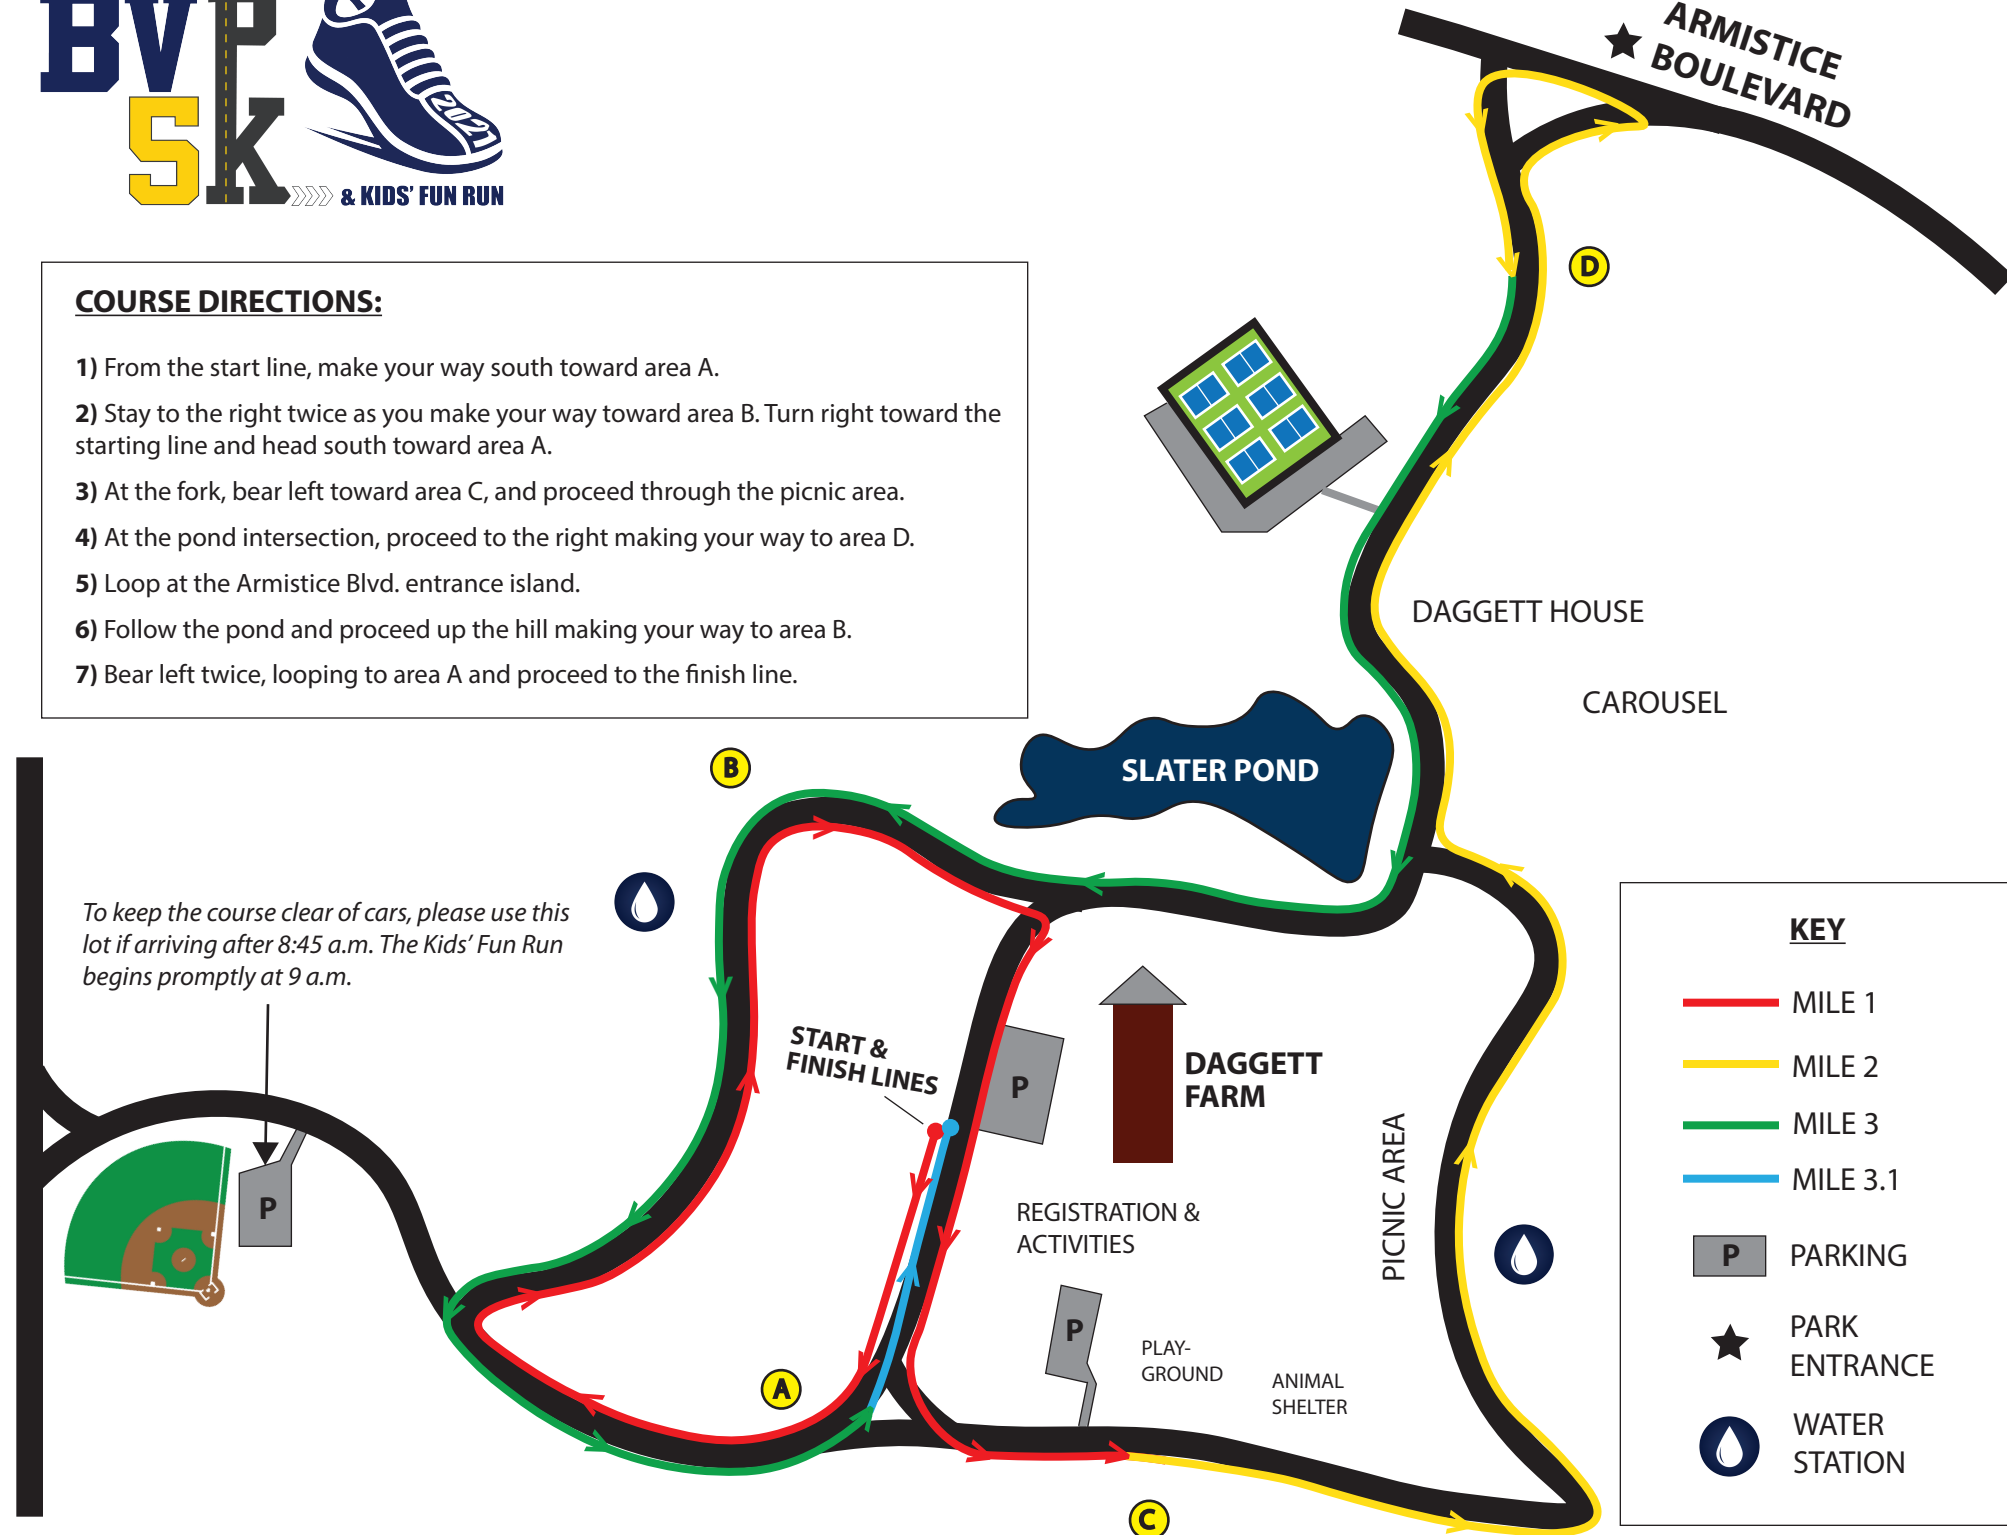 BVP
5K
2021
& KIDS' FUN RUN
ARMISTICE
BOULEVARD
COURSE DIRECTIONS:
1) From the start line, make your way south toward area A.
2) Stay to the right twice as you make your way toward area B. Turn right toward the
starting line and head south toward area A.
3) At the fork, bear left toward area C, and proceed through the picnic area.
4) At the pond intersection, proceed to the right making your way to area D.
5) Loop at the Armistice Blvd. entrance island.
6) Follow the pond and proceed up the hill making your way to area B.
7) Bear left twice, looping to area A and proceed to the finish line.
D
DAGGETT HOUSE
CAROUSEL
B
SLATER POND
To keep the course clear of cars, please use this
lot if arriving after 8:45 a.m. The Kids' Fun Run
begins promptly at 9 a.m.
START &
FINISH LINES
P
DAGGETT
FARM
P
REGISTRATION &
ACTIVITIES
PICNIC AREA
P
PLAY-
GROUND
ANIMAL
SHELTER
A
C
KEY
MILE 1
MILE 2
MILE 3
MILE 3.1
P PARKING
PARK
ENTRANCE
WATER
STATION